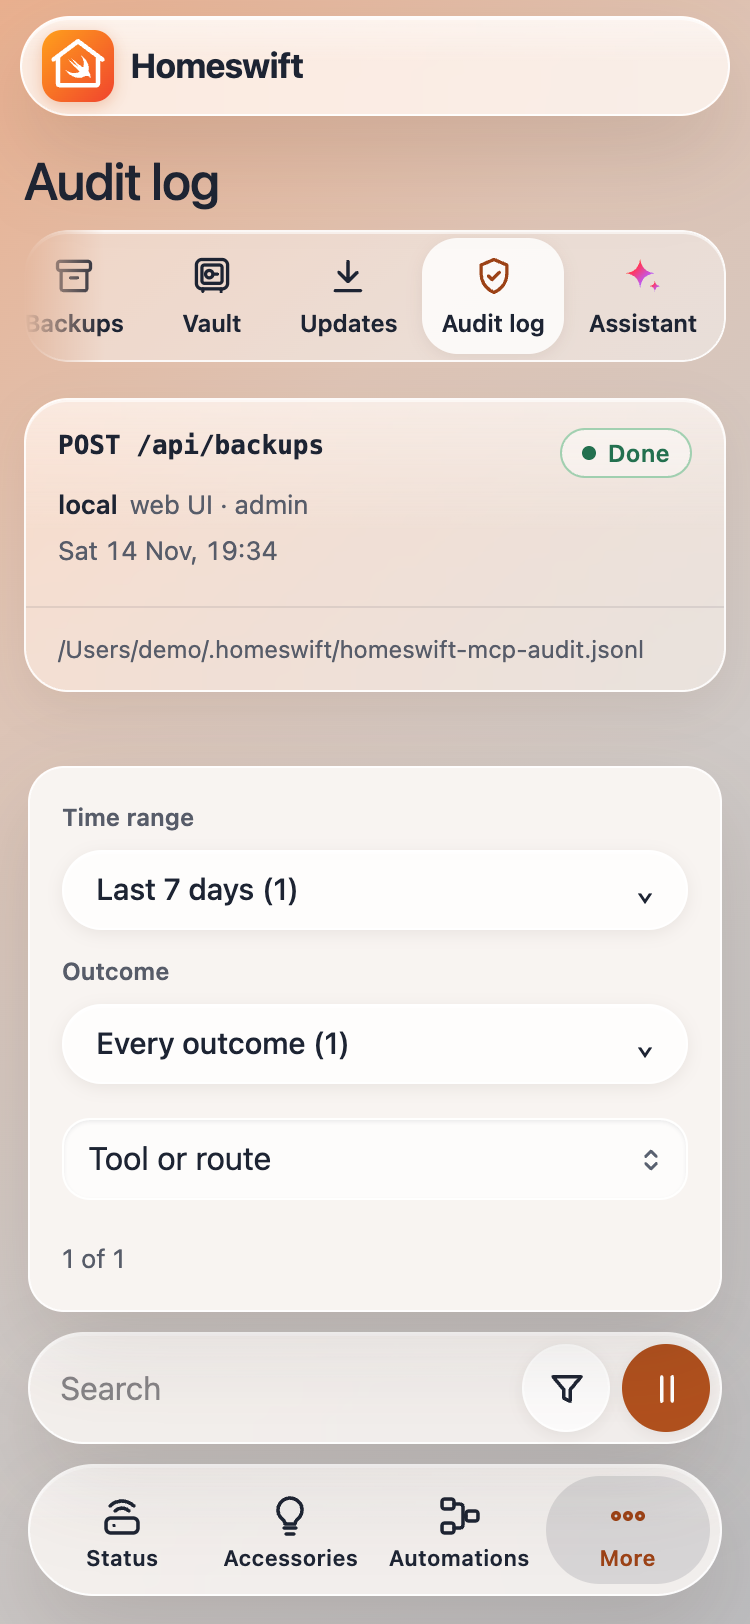 Homeswift
Audit log
Backups
Vault
Updates
Audit log
Assistant
POST /api/backups
Done
local web UI · admin
Sat 14 Nov, 19:34
/Users/demo/.homeswift/homeswift-mcp-audit.jsonl
Time range
Last 7 days (1)
Outcome
Every outcome (1)
Tool or route
1 of 1
Search
Status
Accessories
Automations
More